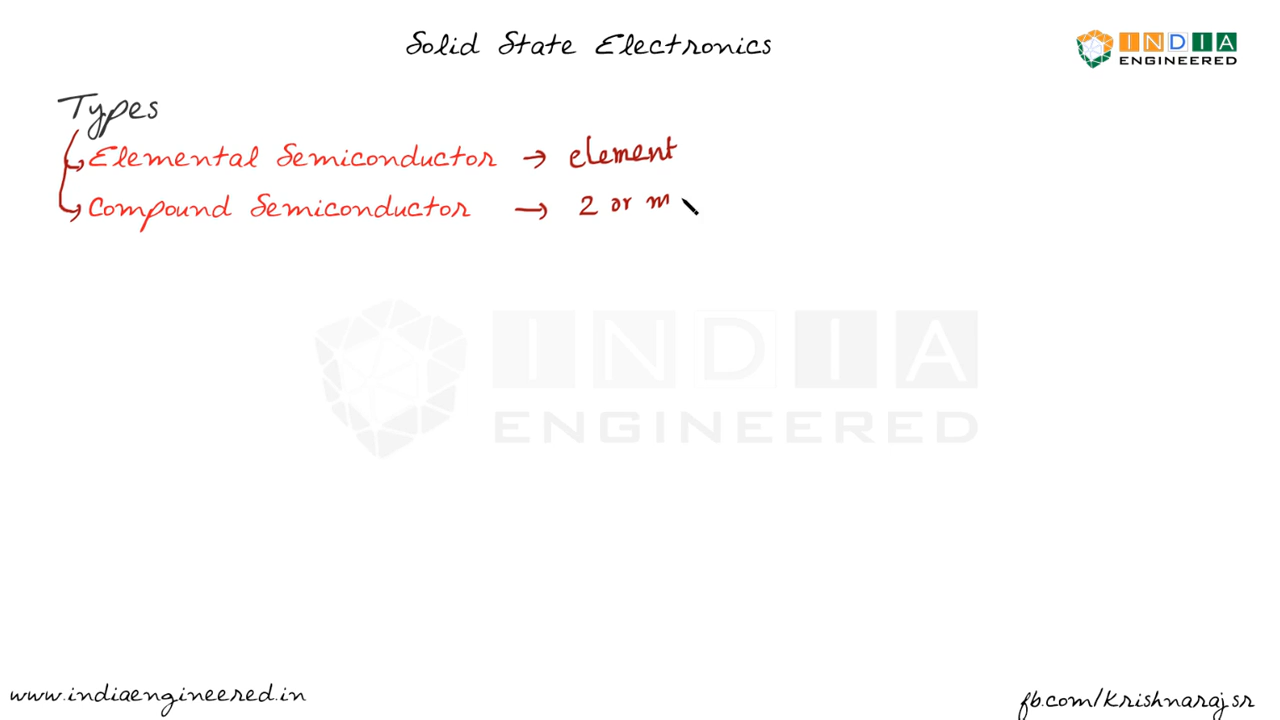 Solid State Electronics
INDIA
ENGINEERED
Types
Elemental Semiconductor → element
Compound Semiconductor → 2 or m
INDIA
ENGINEERED
www.indiaengineered.in
fb.com/krishnaraj.sr